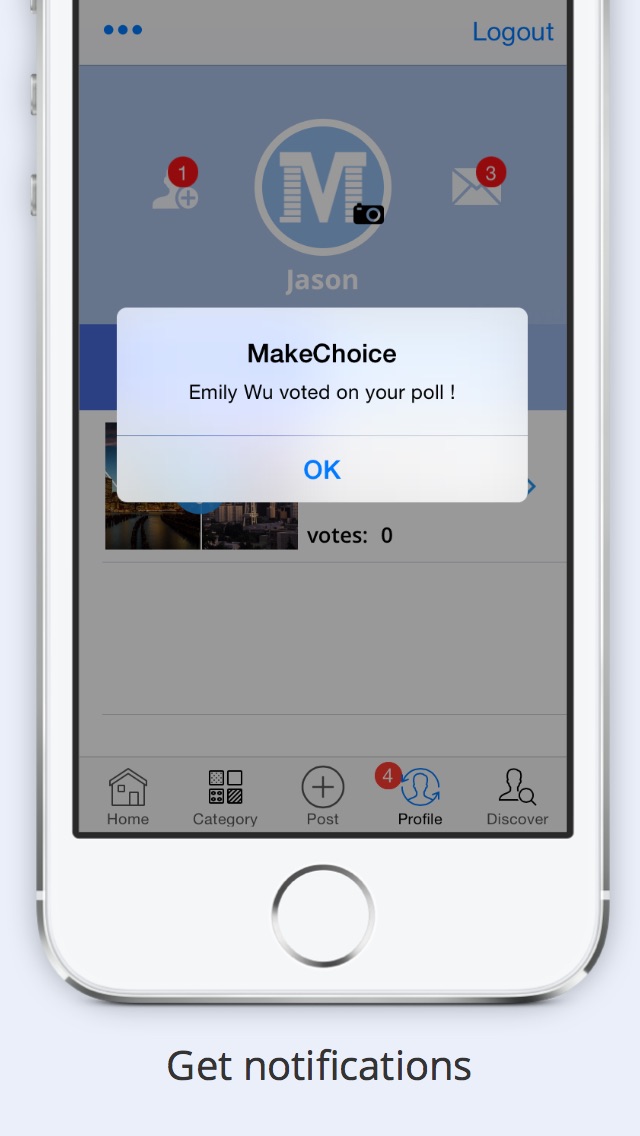 Logout
1
M
3
Jason
MakeChoice
Emily Wu voted on your poll !
OK
votes: 0
4
Home
Category
Post
Profile
Discover
Get notifications